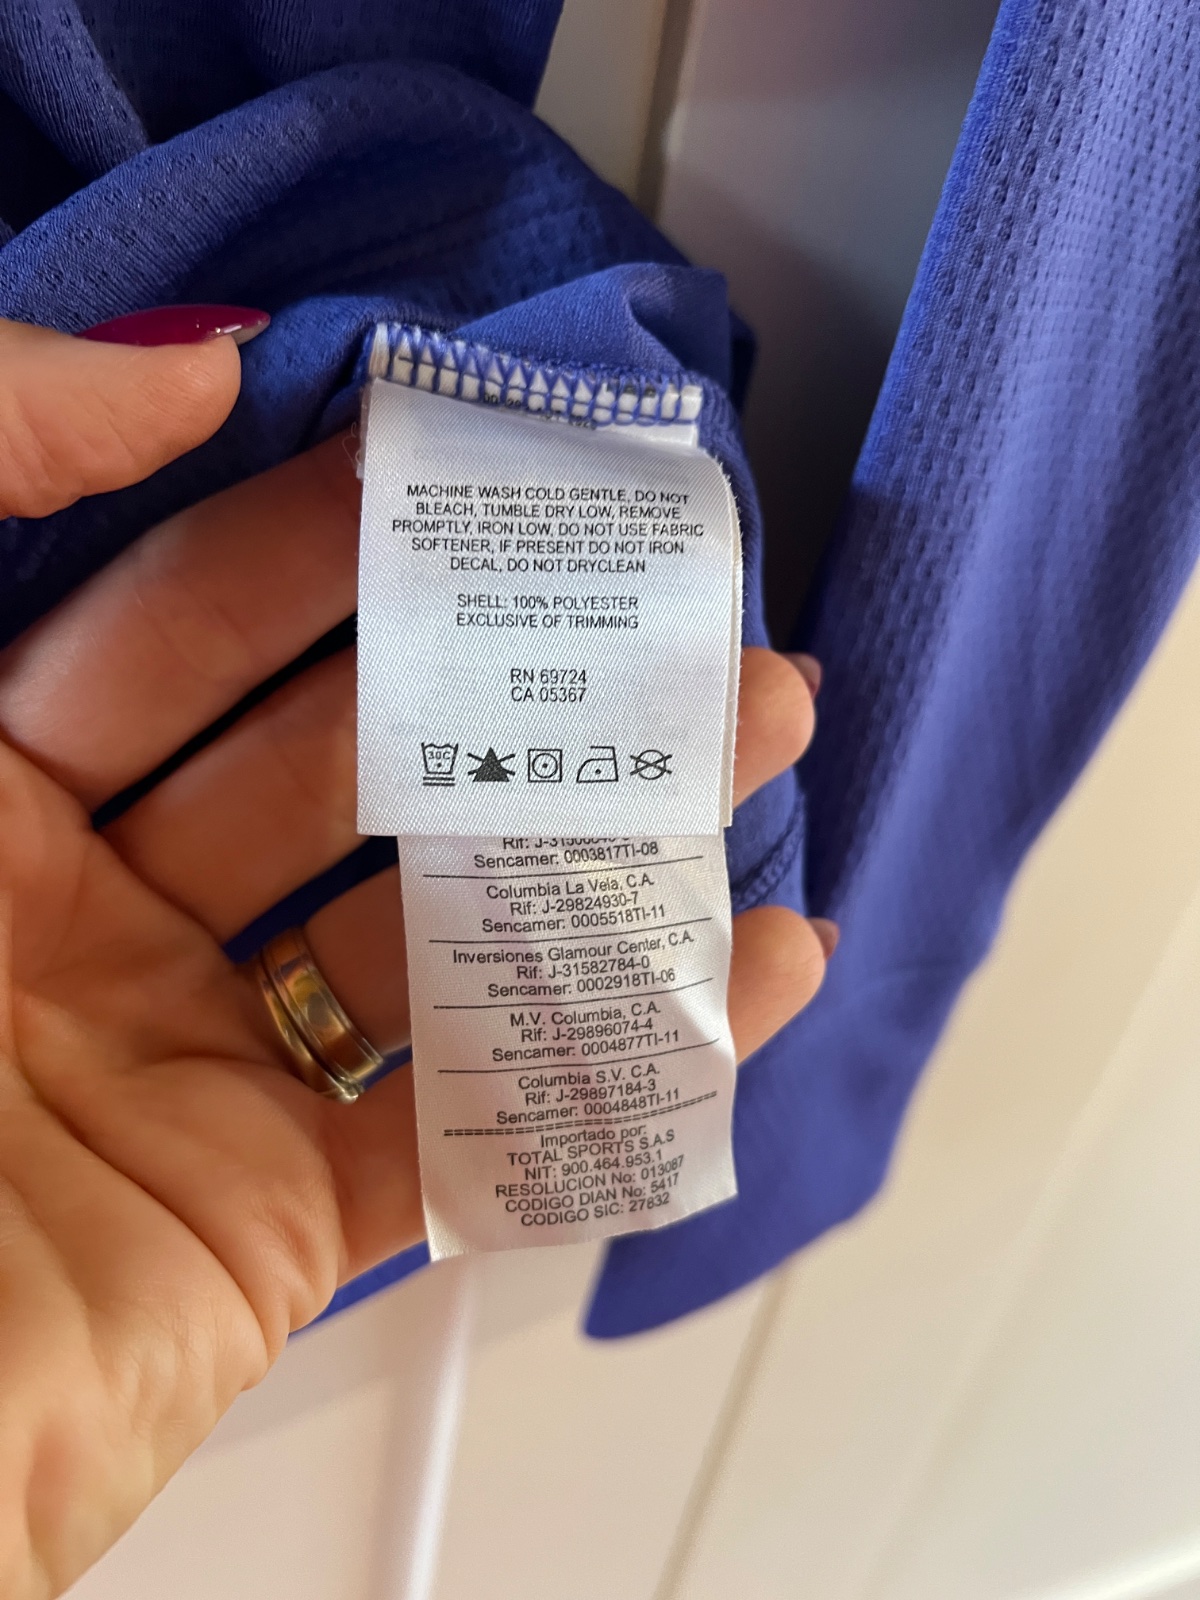 MACHINE WASH COLD GENTLE, DO NOT
BLEACH, TUMBLE DRY LOW, REMOVE
PROMPTLY, IRON LOW, DO NOT USE FABRIC
SOFTENER, IF PRESENT DO NOT IRON
DECAL, DO NOT DRYCLEAN
SHELL: 100% POLYESTER
EXCLUSIVE OF TRIMMING
RN 69724
CA 05367
30C
Rif:
Sencamer: 0003817TI-08
Columbia La Vela, C.A.
Rif: J-29824930-7
Sencamer: 0005518TI-11
Inversiones Glamour Center, C.A.
Rif: J-31582784-0
Sencamer: 0002918TI-06
M.V. Columbia, C.A.
Rif: J-29896074-4
Sencamer: 0004877TI-11
Columbia S.V. C.A.
Rif: J-29897184-3
Sencamer: 0004848TI-11
Importado por:
TOTAL SPORTS S.A.S
NIT: 900.464.953.1
RESOLUCION No: 013087
CODIGO DIAN No: 5417
CODIGO SIC: 27832